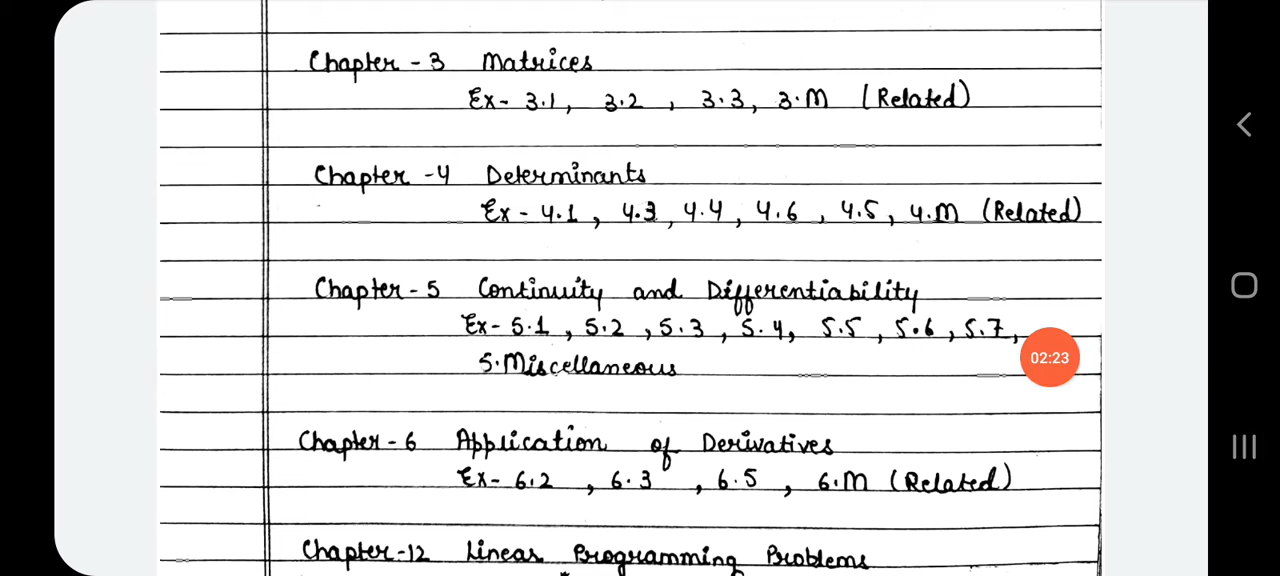 Chapter - 3 Matrices
Ex- 3.1, 3.2, 3.3, 3.M (Related)
Chapter -4 Determinants
Ex - 4.1, 4.3, 4.4, 4.6, 4.5, 4.M (Related)
Chapter- 5 Continuity and Differentiability
Ex- 5.1, 5.2, 5.3, 5.4, 5.5, 5.6, 5.7,
02:23
5.Miscellaneous
Chapter- 6 Application of Derivatives
Ex- 6.2, 6.3, 6.5, 6.M (Related)
Chapter-12 Linear Programming Problems